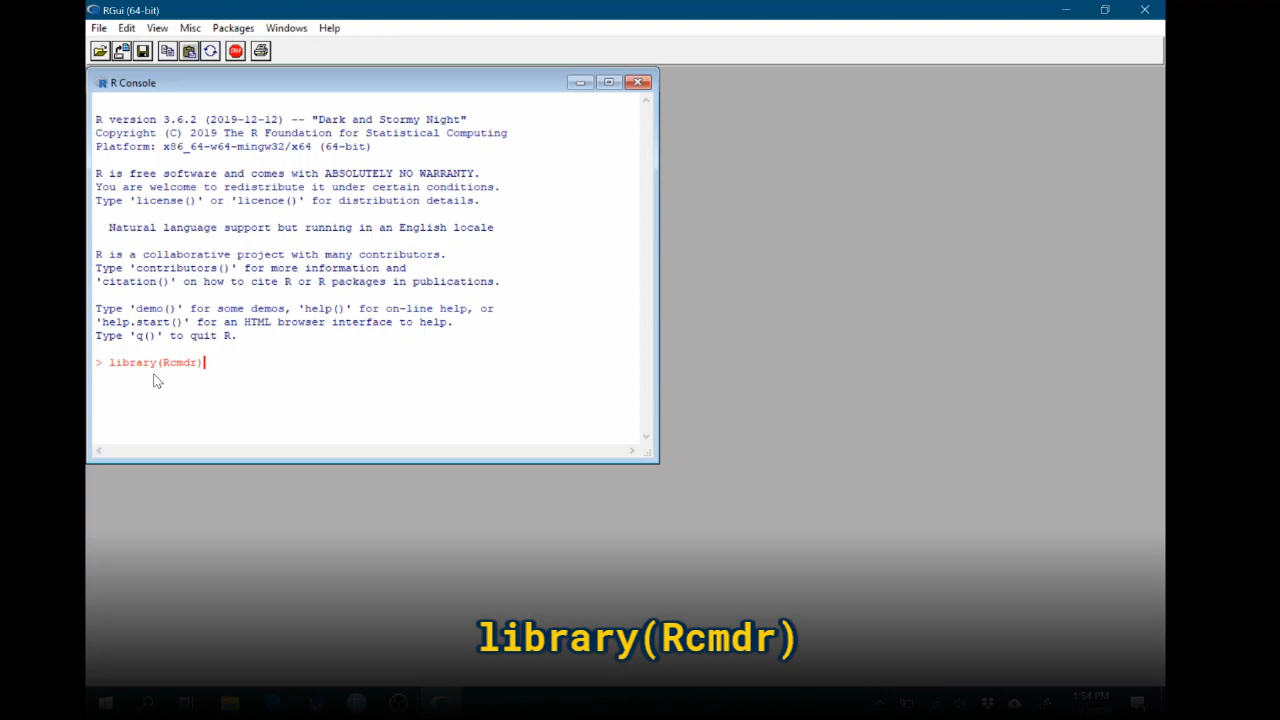 RGui (64-bit)
File Edit View Misc Packages Windows Help
STOP
R Console
R version 3.6.2 (2019-12-12) -- "Dark and Stormy Night"
Copyright (C) 2019 The R Foundation for Statistical Computing
Platform: x86_64-w64-mingw32/x64 (64-bit)
R is free software and comes with ABSOLUTELY NO WARRANTY.
You are welcome to redistribute it under certain conditions.
Type 'license()' or 'licence()' for distribution details.
Natural language support but running in an English locale
R is a collaborative project with many contributors.
Type 'contributors()' for more information and
'citation()' on how to cite R or R packages in publications.
Type 'demo()' for some demos, 'help()' for on-line help, or
'help.start()' for an HTML browser interface to help.
Type 'q()' to quit R.
> library(Rcmdr)
library(Rcmdr)
1:54 PM